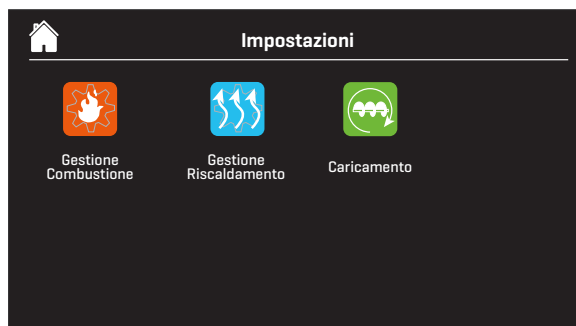 Impostazioni
Gestione
Combustione
Gestione
Riscaldamento
Caricamento